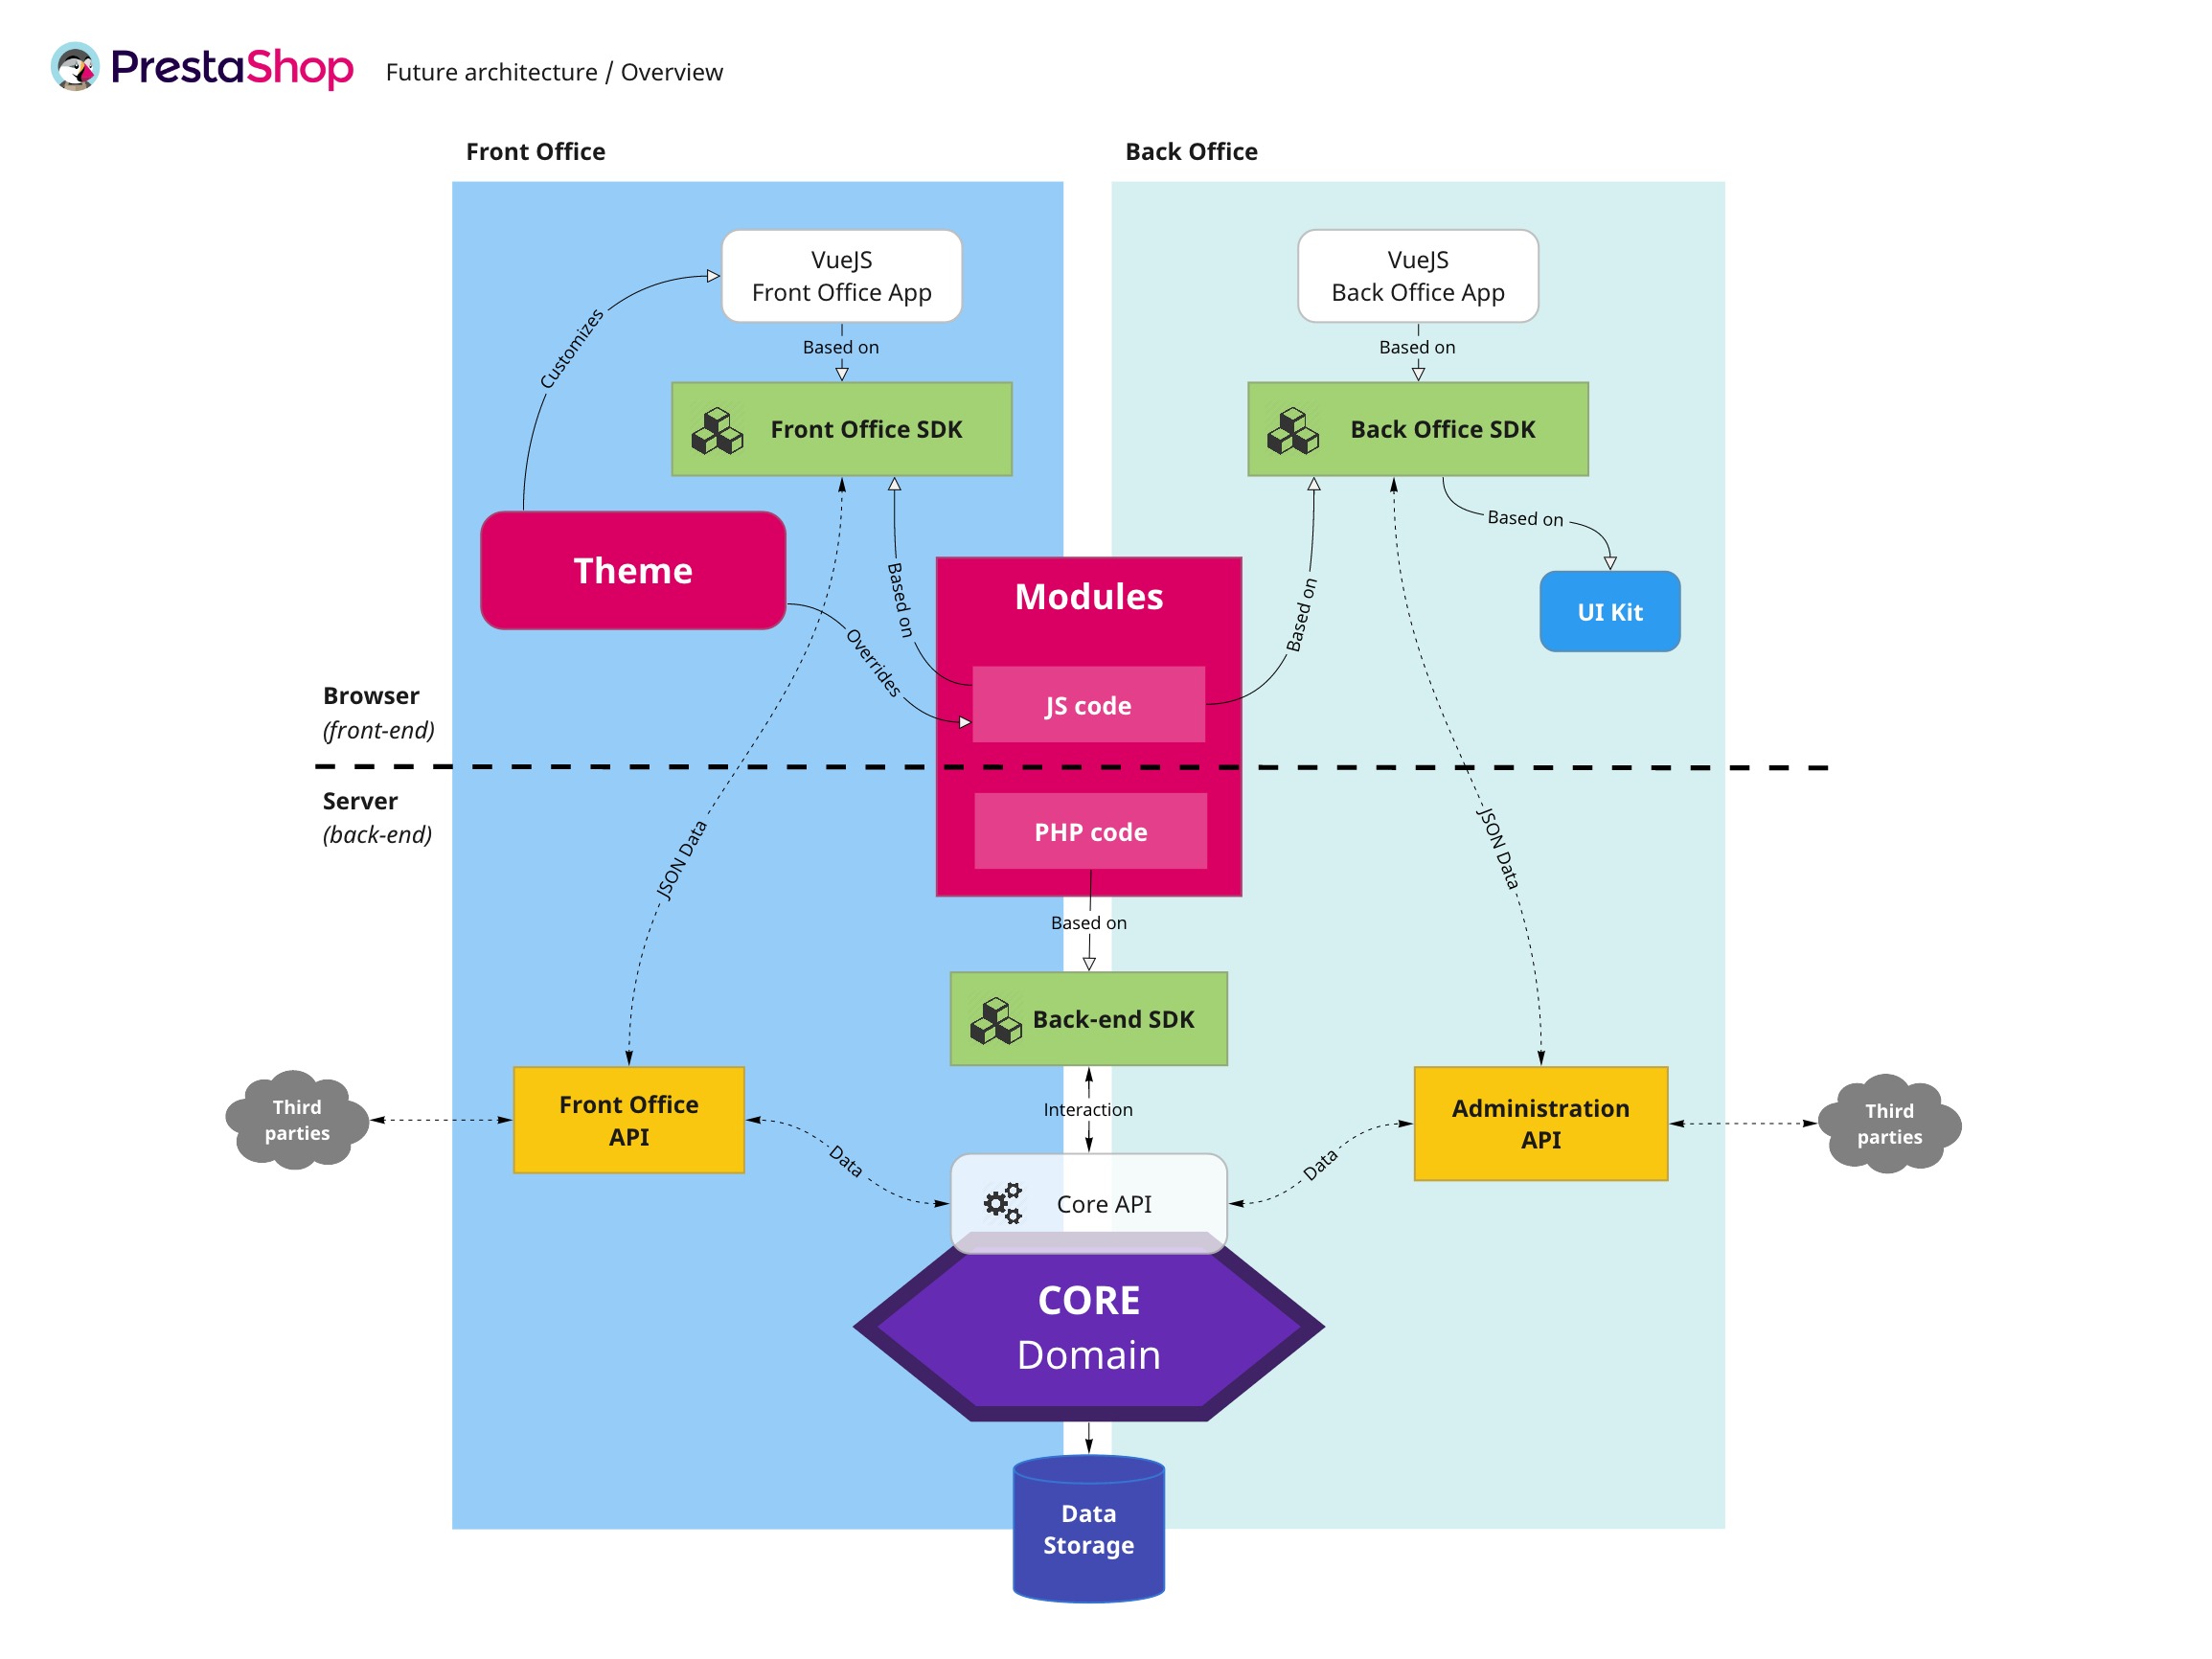 PrestaShop
Future architecture / Overview
Front Office
Back Office
VueJS
Front Office App
VueJS
Back Office App
Customizes
Based on
Based on
Front Office SDK
Back Office SDK
Based on
Theme
Based on
Overrides
Modules
Based on
UI Kit
JS code
Browser
(front-end)
Server
(back-end)
PHP code
JSON Data
JSON Data
Based on
Back-end SDK
Third
parties
Front Office
API
Interaction
Administration
API
Third
parties
Data
Data
Core API
CORE
Domain
Data
Storage